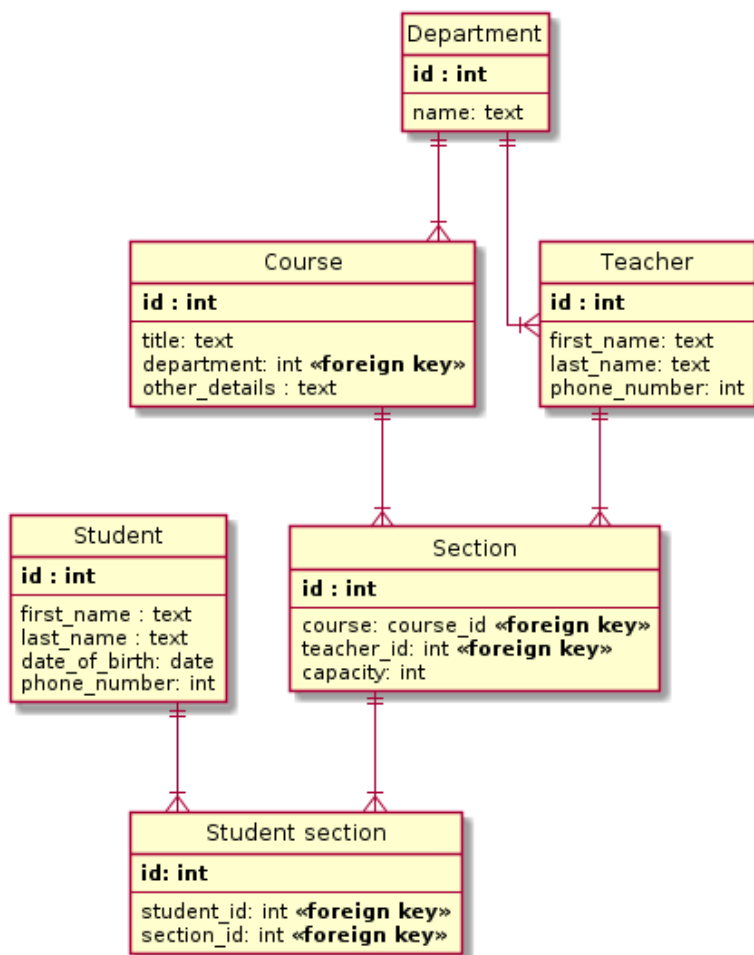 Department
id : int
name: text
Course
id : int
title: text
department: int «foreign key»
other_details : text
Teacher
id : int
first_name: text
last_name: text
phone_number: int
Student
id : int
first_name : text
last_name : text
date_of_birth: date
phone_number: int
Section
id : int
course: course_id «foreign key»
teacher_id: int «foreign key»
capacity: int
Student section
id: int
student_id: int «foreign key»
section_id: int «foreign key»